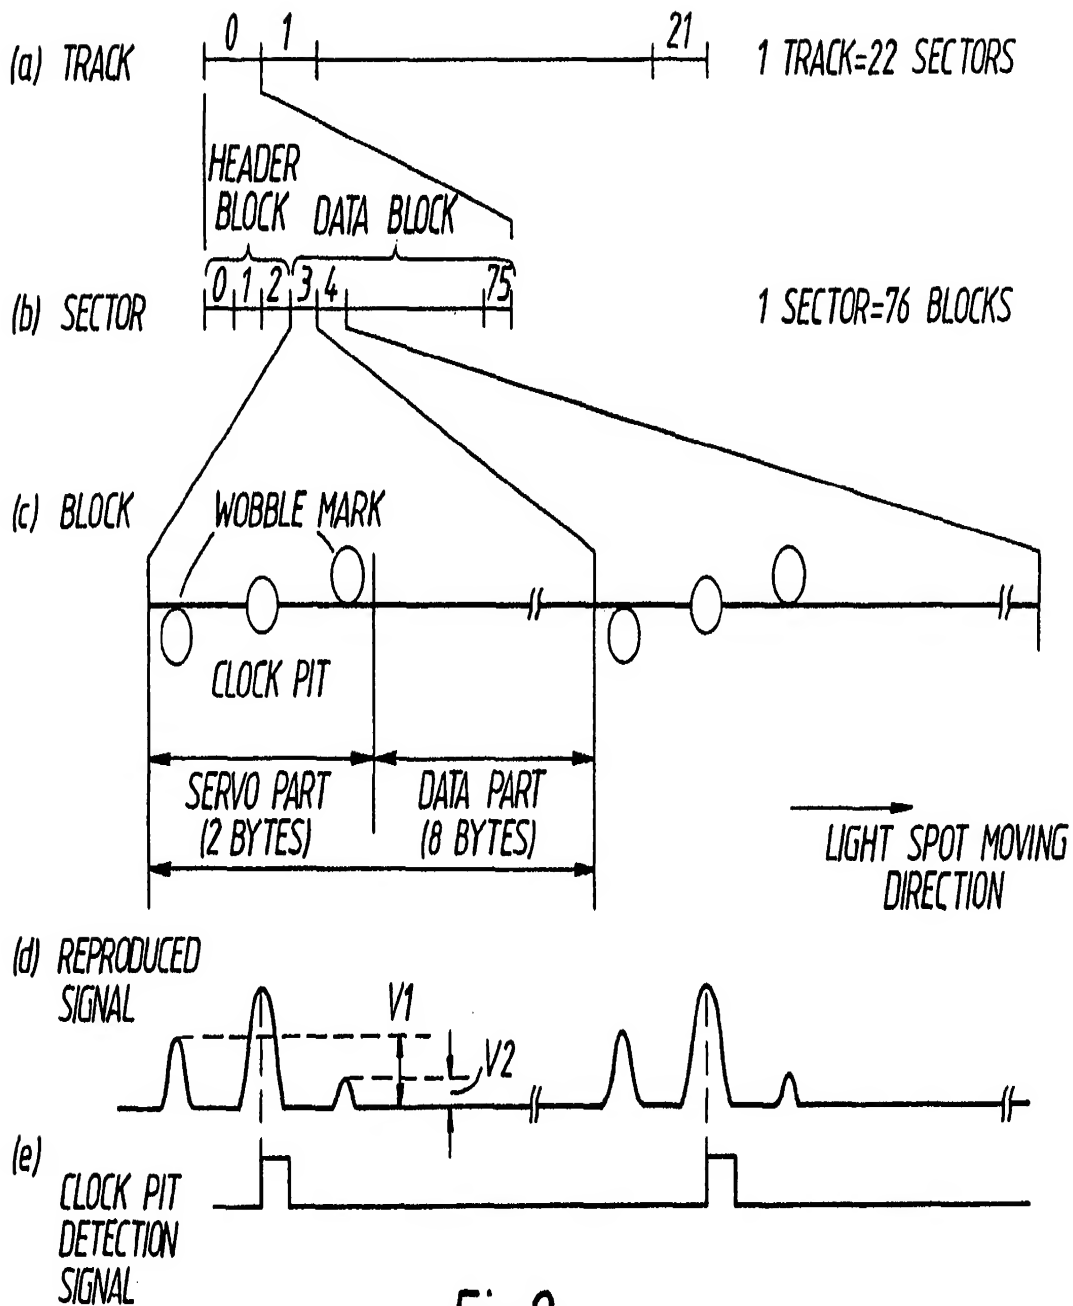 (a) TRACK 0 1 21 1 TRACK=22 SECTORS
HEADER
BLOCK DATA BLOCK
0 1 2 3 4 75
(b) SECTOR 1 SECTOR=76 BLOCKS
(c) BLOCK WOBBLE MARK
CLOCK PIT
SERVO PART DATA PART
(2 BYTES) (8 BYTES)
LIGHT SPOT MOVING
DIRECTION
(d) REPRODUCED
SIGNAL V1
V2
(e)
CLOCK PIT
DETECTION
SIGNAL